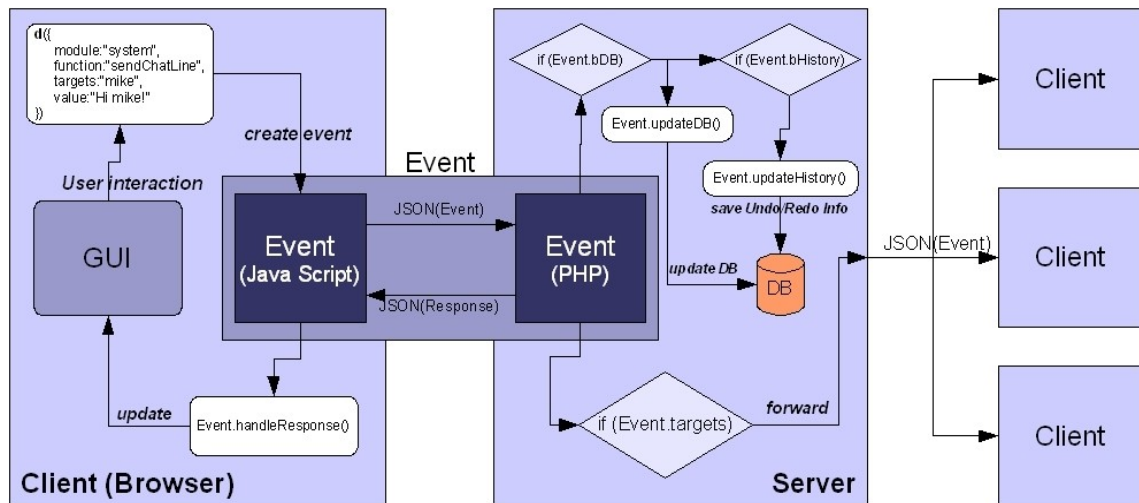 d({
module:"system",
function:"sendChatLine",
targets:"mike",
value:"Hi mike!"
})
create event
User interaction
GUI
Event
Event
(Java Script)
JSON(Event)
JSON(Response)
Event
(PHP)
Event.handleResponse()
update
Client (Browser)
if (Event.bDB)
if (Event.bHistory)
Event.updateDB()
Event.updateHistory()
save Undo/Redo Info
update DB
DB
if (Event.targets)
forward
Server
JSON(Event)
Client
Client
Client